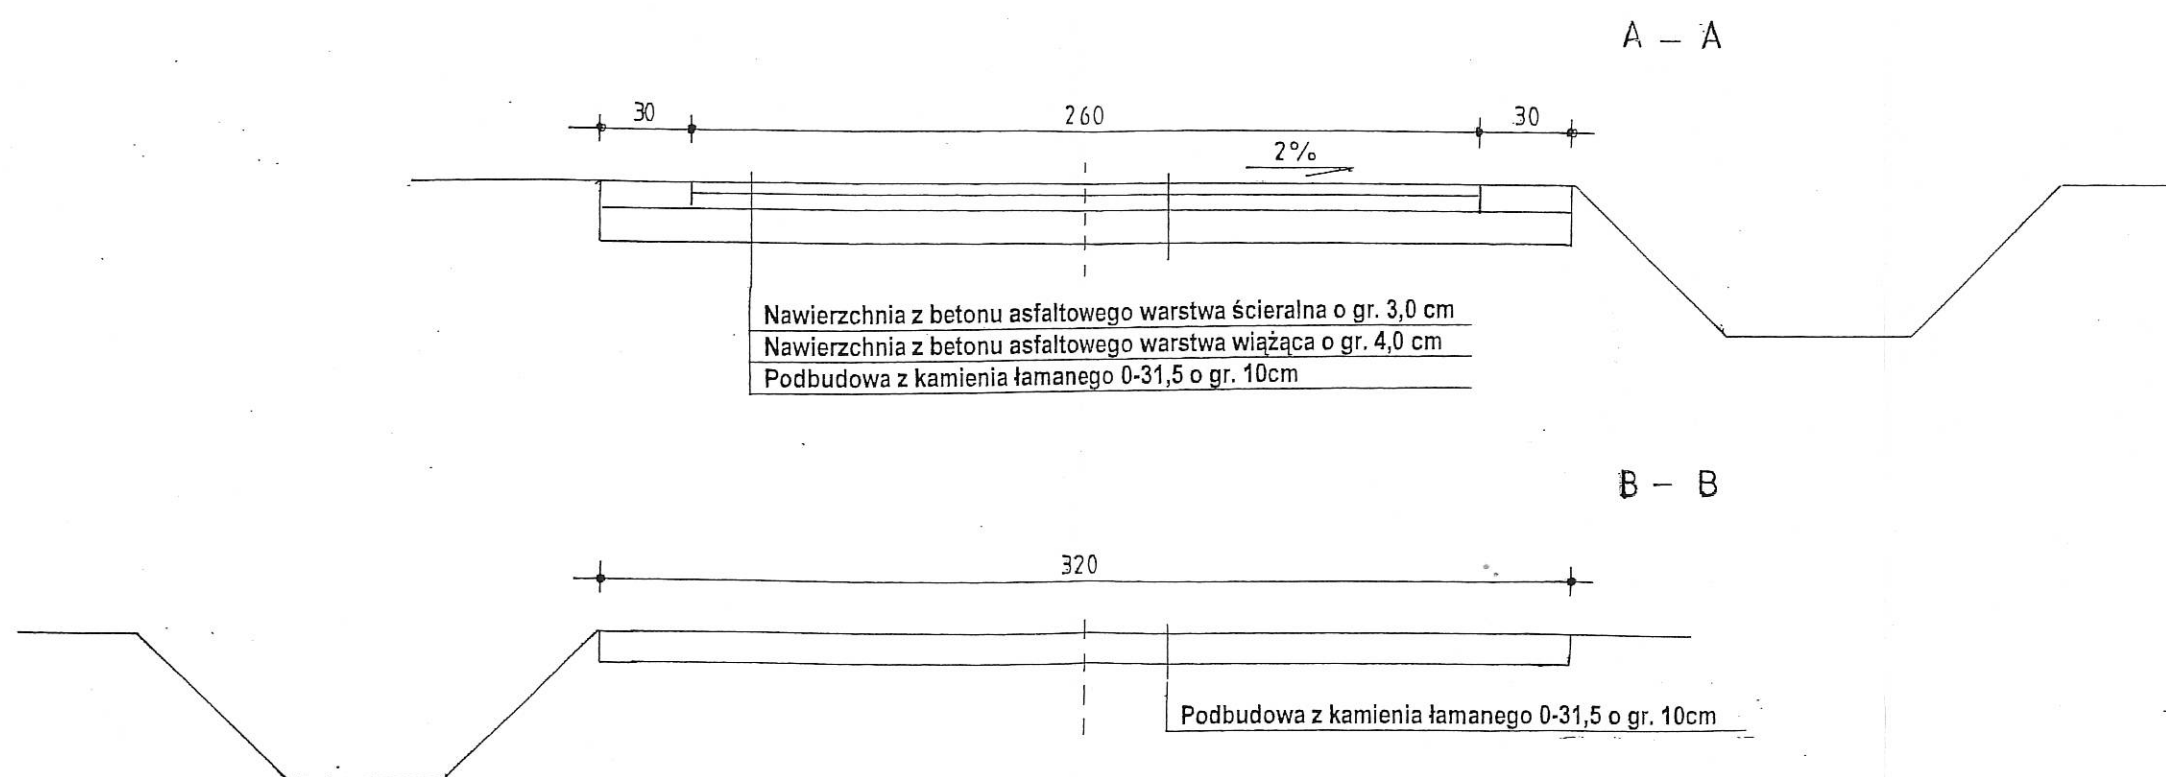 A - A
30 260 30
2%
Nawierzchnia z betonu asfaltowego warstwa ścieralna o gr. 3,0 cm
Nawierzchnia z betonu asfaltowego warstwa wiążąca o gr. 4,0 cm
Podbudowa z kamienia łamanego 0-31,5 o gr. 10cm
B - B
320
Podbudowa z kamienia łamanego 0-31,5 o gr. 10cm